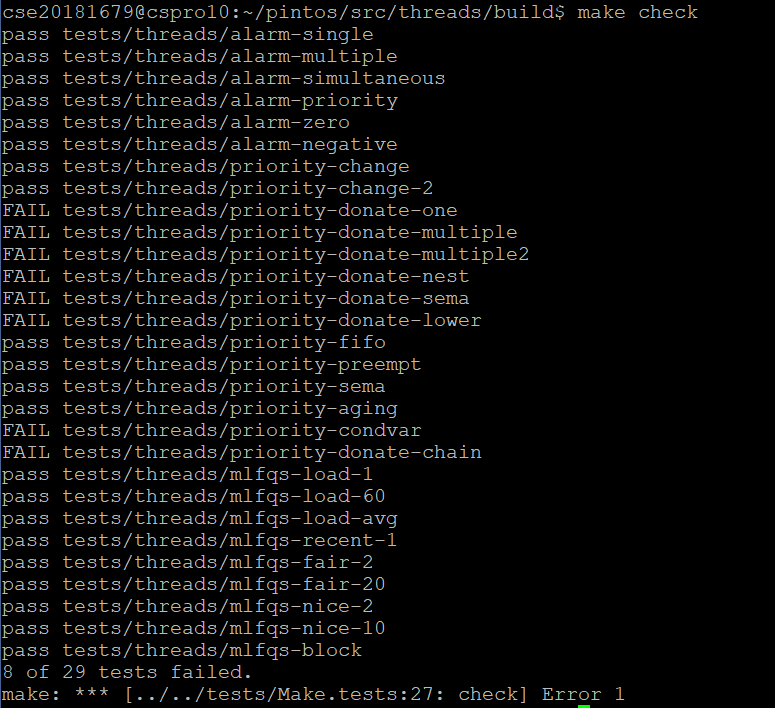 cse20181679@cspro10:~/pintos/src/threads/build$ make check
pass tests/threads/alarm-single
pass tests/threads/alarm-multiple
pass tests/threads/alarm-simultaneous
pass tests/threads/alarm-priority
pass tests/threads/alarm-zero
pass tests/threads/alarm-negative
pass tests/threads/priority-change
pass tests/threads/priority-change-2
FAIL tests/threads/priority-donate-one
FAIL tests/threads/priority-donate-multiple
FAIL tests/threads/priority-donate-multiple2
FAIL tests/threads/priority-donate-nest
FAIL tests/threads/priority-donate-sema
FAIL tests/threads/priority-donate-lower
pass tests/threads/priority-fifo
pass tests/threads/priority-preempt
pass tests/threads/priority-sema
pass tests/threads/priority-aging
FAIL tests/threads/priority-condvar
FAIL tests/threads/priority-donate-chain
pass tests/threads/mlfqs-load-1
pass tests/threads/mlfqs-load-60
pass tests/threads/mlfqs-load-avg
pass tests/threads/mlfqs-recent-1
pass tests/threads/mlfqs-fair-2
pass tests/threads/mlfqs-fair-20
pass tests/threads/mlfqs-nice-2
pass tests/threads/mlfqs-nice-10
pass tests/threads/mlfqs-block
8 of 29 tests failed.
make: *** [../../tests/Make.tests:27: check] Error 1